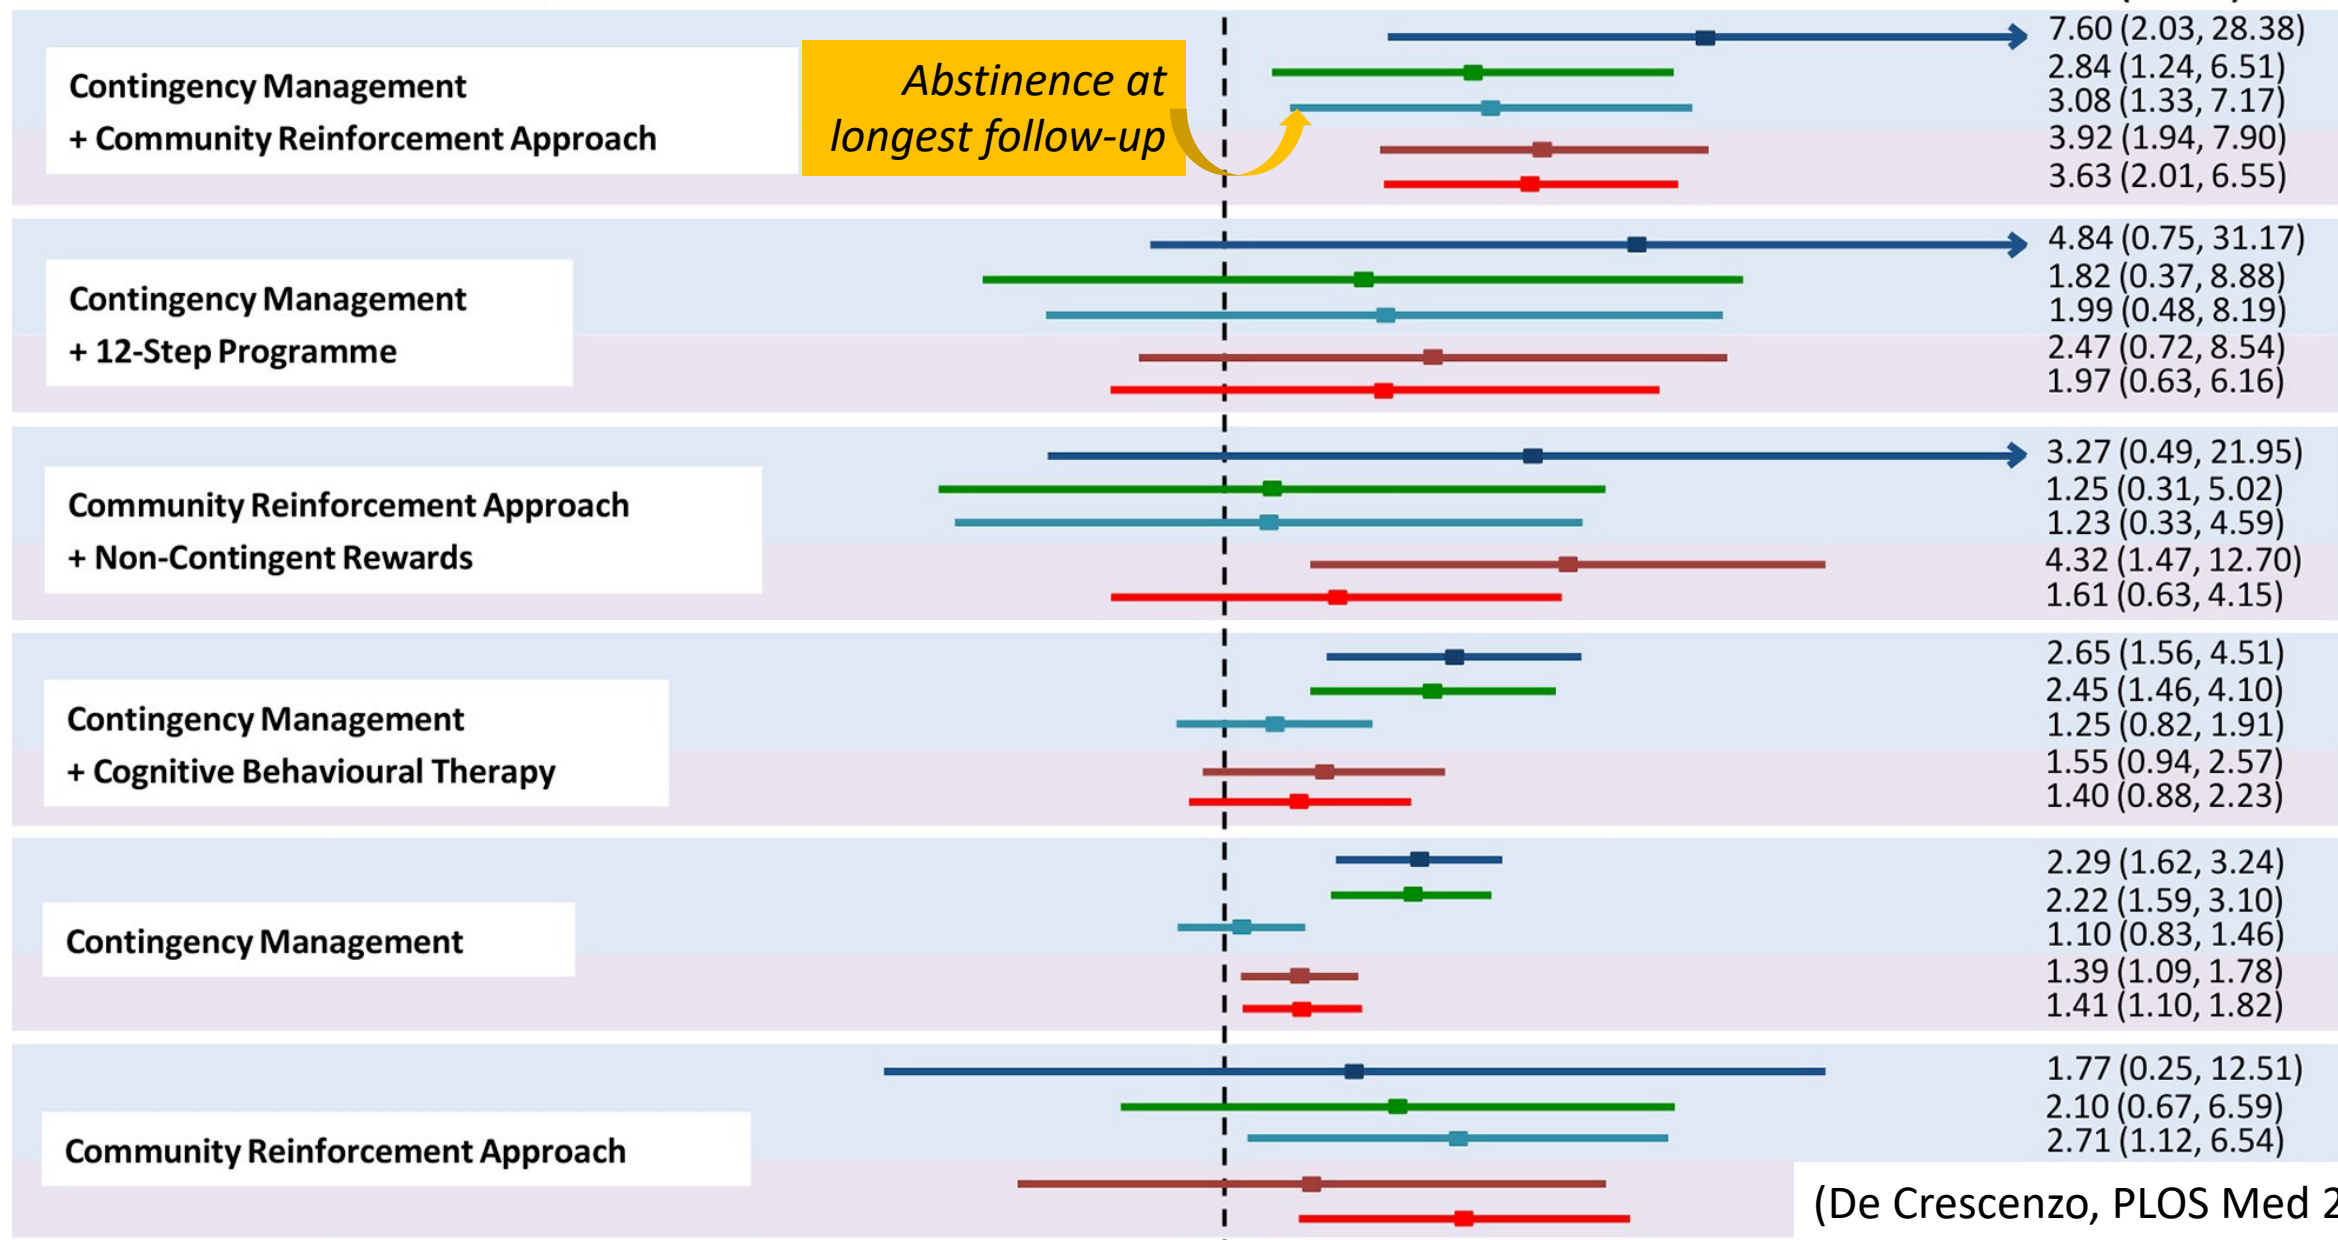 Contingency Management
+ Community Reinforcement Approach
Abstinence at
longest follow-up
7.60 (2.03, 28.38)
2.84 (1.24, 6.51)
3.08 (1.33, 7.17)
3.92 (1.94, 7.90)
3.63 (2.01, 6.55)
Contingency Management
+ 12-Step Programme
4.84 (0.75, 31.17)
1.82 (0.37, 8.88)
1.99 (0.48, 8.19)
2.47 (0.72, 8.54)
1.97 (0.63, 6.16)
Community Reinforcement Approach
+ Non-Contingent Rewards
3.27 (0.49, 21.95)
1.25 (0.31, 5.02)
1.23 (0.33, 4.59)
4.32 (1.47, 12.70)
1.61 (0.63, 4.15)
Contingency Management
+ Cognitive Behavioural Therapy
2.65 (1.56, 4.51)
2.45 (1.46, 4.10)
1.25 (0.82, 1.91)
1.55 (0.94, 2.57)
1.40 (0.88, 2.23)
Contingency Management
2.29 (1.62, 3.24)
2.22 (1.59, 3.10)
1.10 (0.83, 1.46)
1.39 (1.09, 1.78)
1.41 (1.10, 1.82)
Community Reinforcement Approach
1.77 (0.25, 12.51)
2.10 (0.67, 6.59)
2.71 (1.12, 6.54)
(De Crescenzo, PLOS Med 2